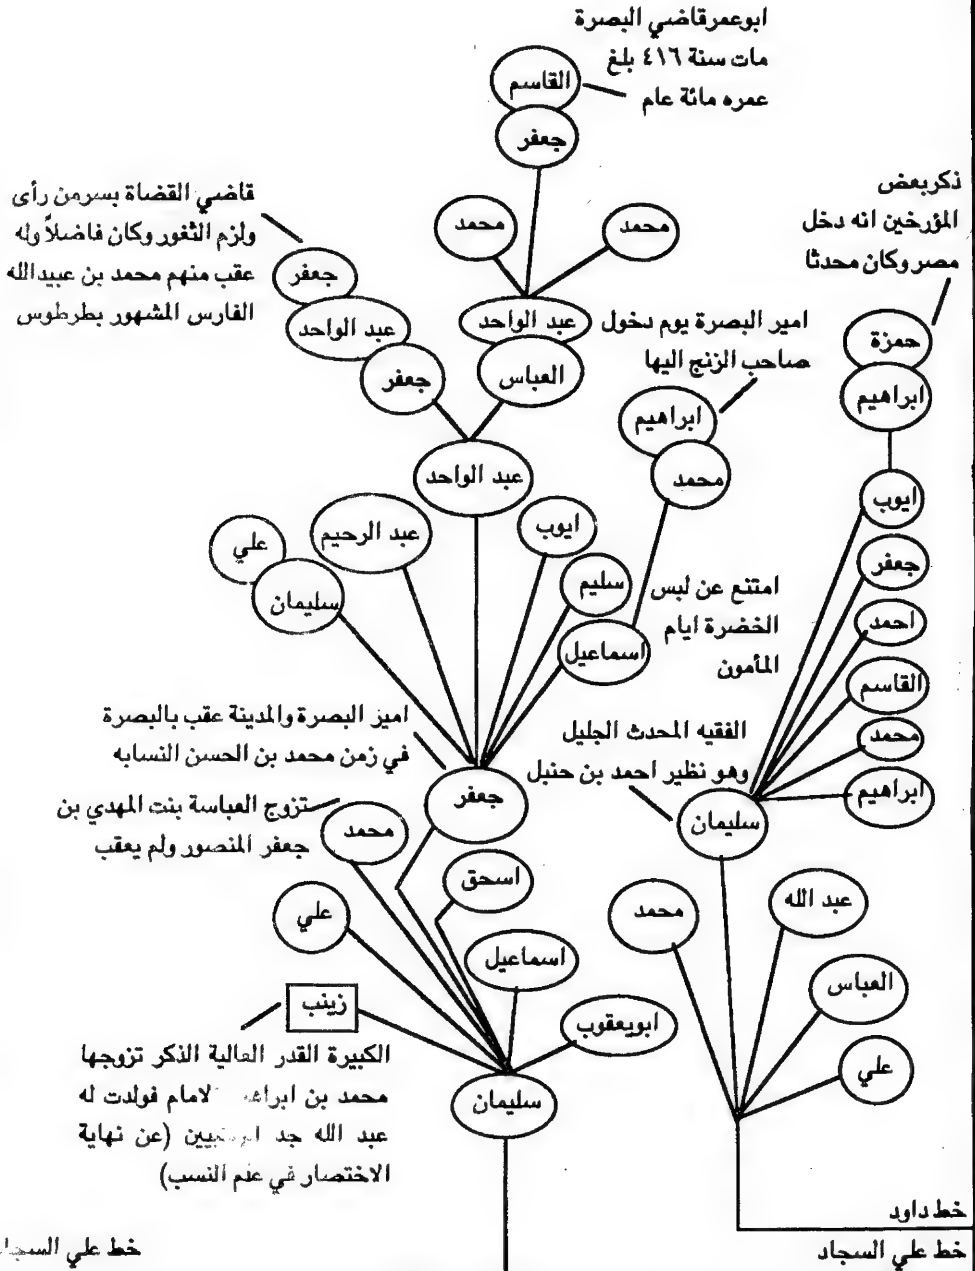 ابوعمرقاضي البصرة
مات سنة ٤١٦ بلغ
عمره مائة عام
القاسم
جعفر
محمد
محمد
ذكربعض
المؤرخين انه دخل
مصر وكان محدثا
قاضي القضاة بسرمن رأى
ولزم الثغور وكان فاضلاً وله
عقب منهم محمد بن عبيدالله
الفارس المشهور بطرطوس
جعفر
عبد الواحد
جعفر
عبد الواحد
العباس
امير البصرة يوم دخول
صاحب الزنج اليها
حمزة
ابراهيم
ابراهيم
محمد
عبد الواحد
ايوب
عبد الرحيم
ايوب
علي
سليمان
سليم
اسماعيل
امتنع عن لبس
الخضرة ايام
المأمون
جعفر
احمد
القاسم
محمد
ابراهيم
اميز البصرة والمدينة عقب بالبصرة
في زمن محمد بن الحسن النسابه
الفقيه المحدث الجليل
وهو نظير احمد بن حنبل
جعفر
سليمان
تزوج العباسة بنت المهدي بن
جعفر المنصور ولم يعقب
محمد
اسحق
علي
اسماعيل
زينب
ابويعقوب
محمد
عبد الله
العباس
علي
الكبيرة القدر العالية الذكر تزوجها
محمد بن الامام فولدت له
عبد الله جد (عن نهاية
الاختصار في علم النسب)
سليمان
خط داود
خط علي السجاد
خط علي السجاد